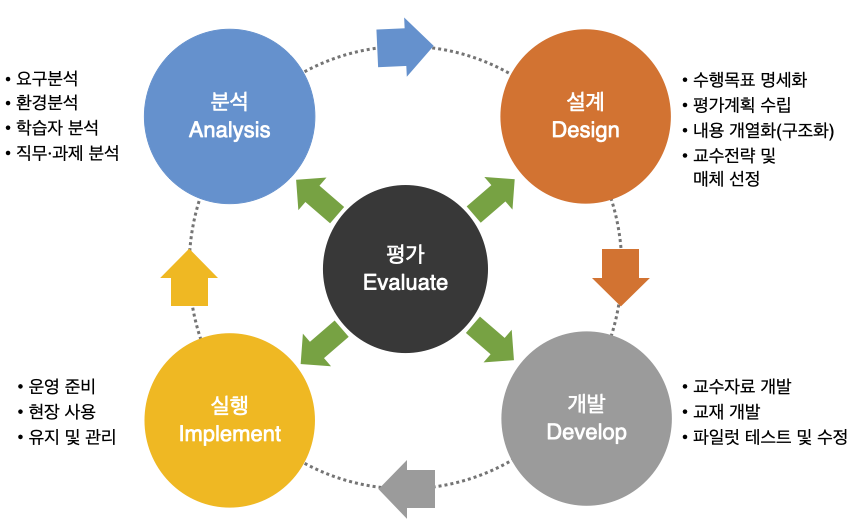 분석
Analysis
• 요구분석
• 환경분석
• 학습자 분석
• 직무·과제 분석
설계
Design
• 수행목표 명세화
• 평가계획 수립
• 내용 개열화(구조화)
• 교수전략 및
매체 선정
평가
Evaluate
실행
Implement
• 운영 준비
• 현장 사용
• 유지 및 관리
개발
Develop
• 교수자료 개발
• 교재 개발
• 파일럿 테스트 및 수정